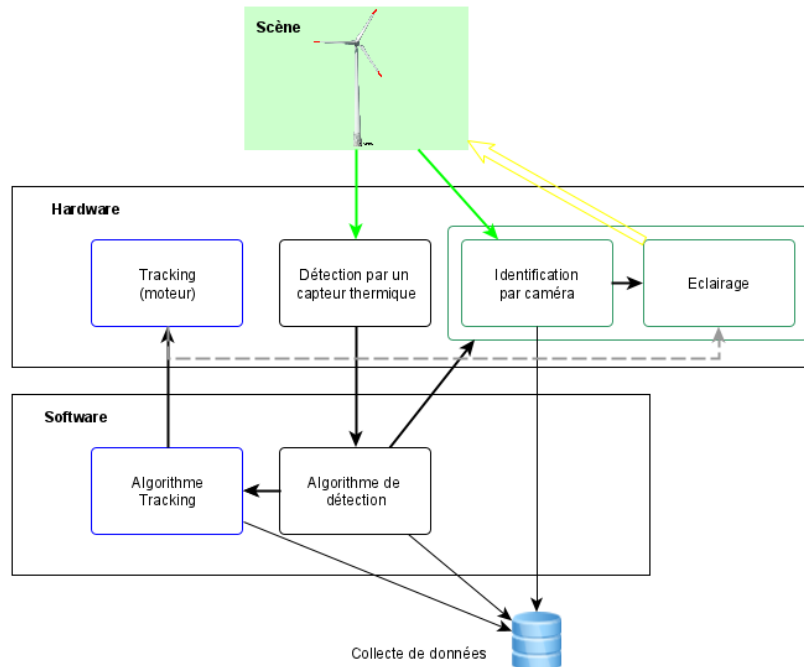 Scène
Hardware
Tracking
(moteur)
Détection par un
capteur thermique
Identification
par caméra
Eclairage
Software
Algorithme
Tracking
Algorithme de
détection
Collecte de données